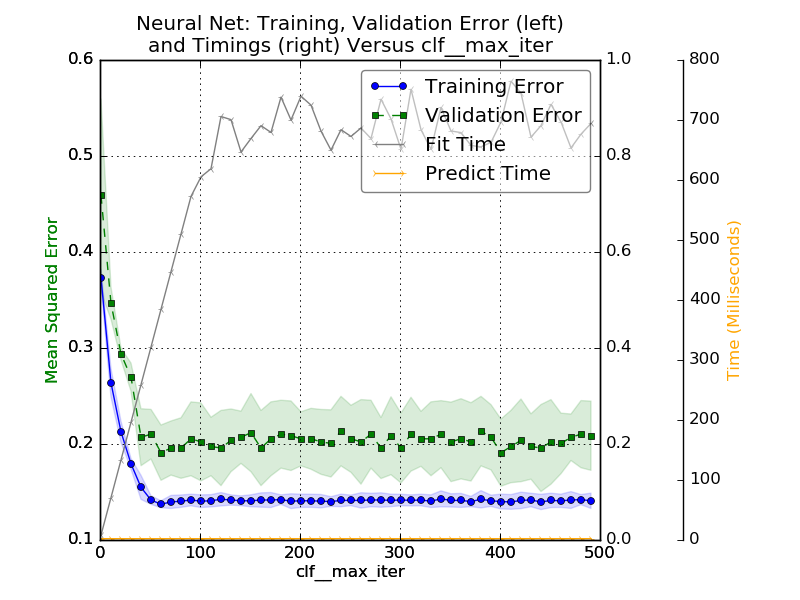 Neural Net: Training, Validation Error (left)
and Timings (right) Versus clf__max_iter
Training Error
Validation Error
Fit Time
Predict Time
Mean Squared Error
0.6
0.5
0.4
0.3
0.2
0.1
1.0
0.8
0.6
0.4
0.2
0.0
800
700
600
500
400
300
200
100
0
Time (Milliseconds)
0 100 200 300 400 500
clf__max_iter